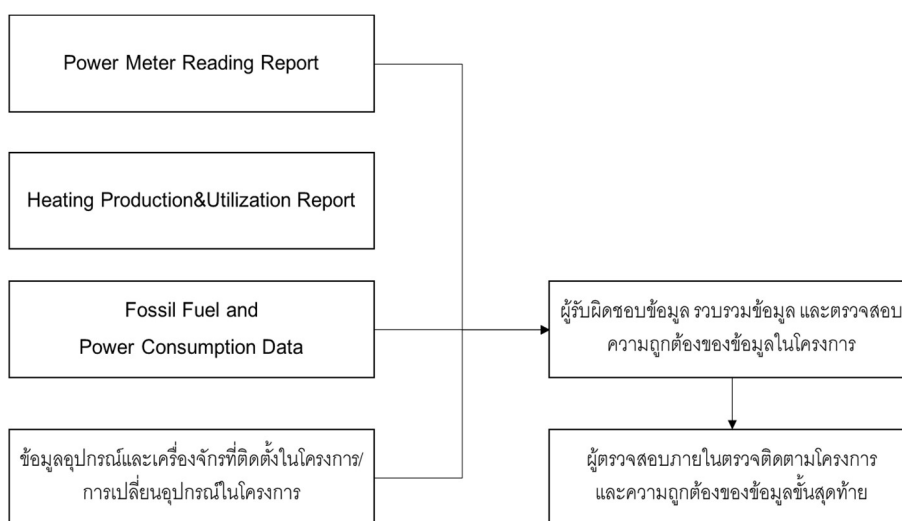 Power Meter Reading Report
Heating Production&Utilization Report
Fossil Fuel and
Power Consumption Data
ข้อมูลอุปกรณ์และเครื่องจักรที่ติดตั้งในโครงการ/
การเปลี่ยนอุปกรณ์ในโครงการ
ผู้รับผิดชอบข้อมูล รวบรวมข้อมูล และตรวจสอบ
ความถูกต้องของข้อมูลในโครงการ
ผู้ตรวจสอบภายในตรวจติดตามโครงการ
และความถูกต้องของข้อมูลขั้นสุดท้าย